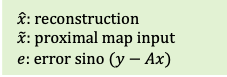 x̂: reconstruction
x̃: proximal map input
e: error sino (y − Ax)